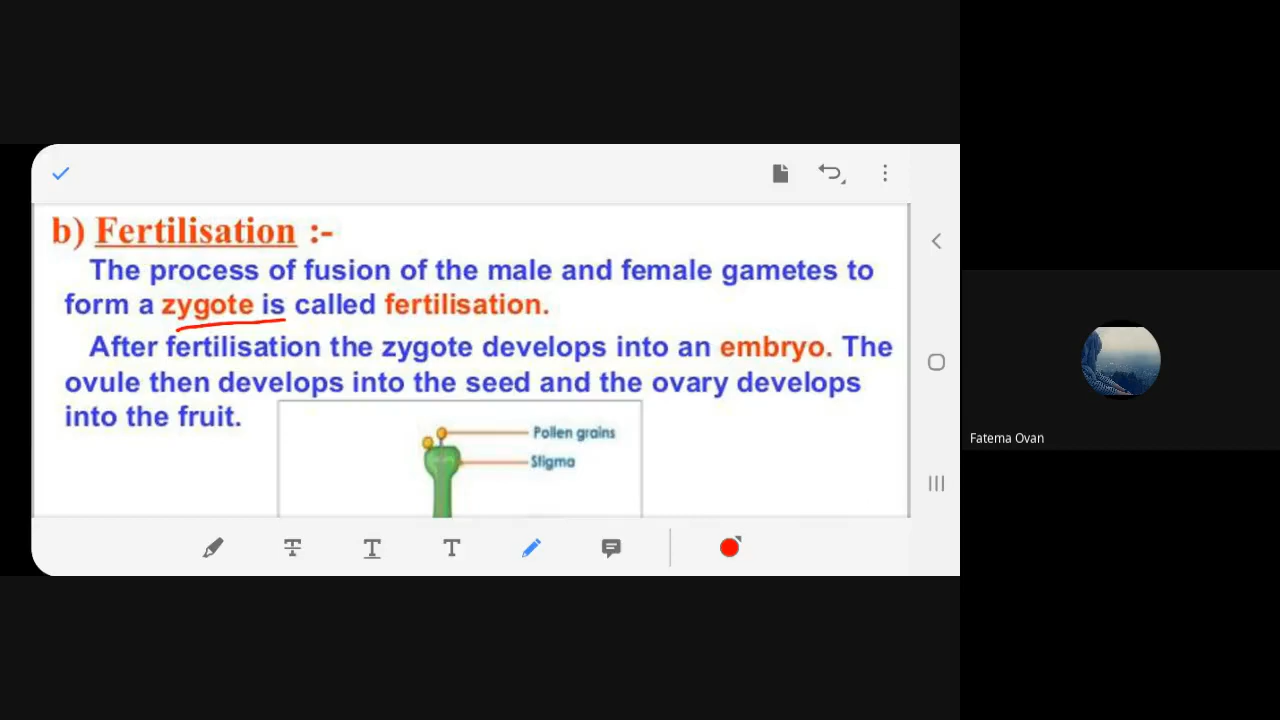 b) Fertilisation :-
The process of fusion of the male and female gametes to
form a zygote is called fertilisation.
After fertilisation the zygote develops into an embryo. The
ovule then develops into the seed and the ovary develops
into the fruit.
Pollen grains
Stigma
T
T
T
Fatema Ovan